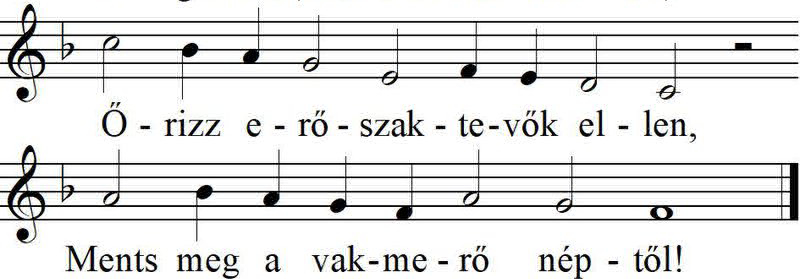 Ő - rizz e - rő - szak - te-vők el - len,
Ments meg a vak-me - rő nép - től!